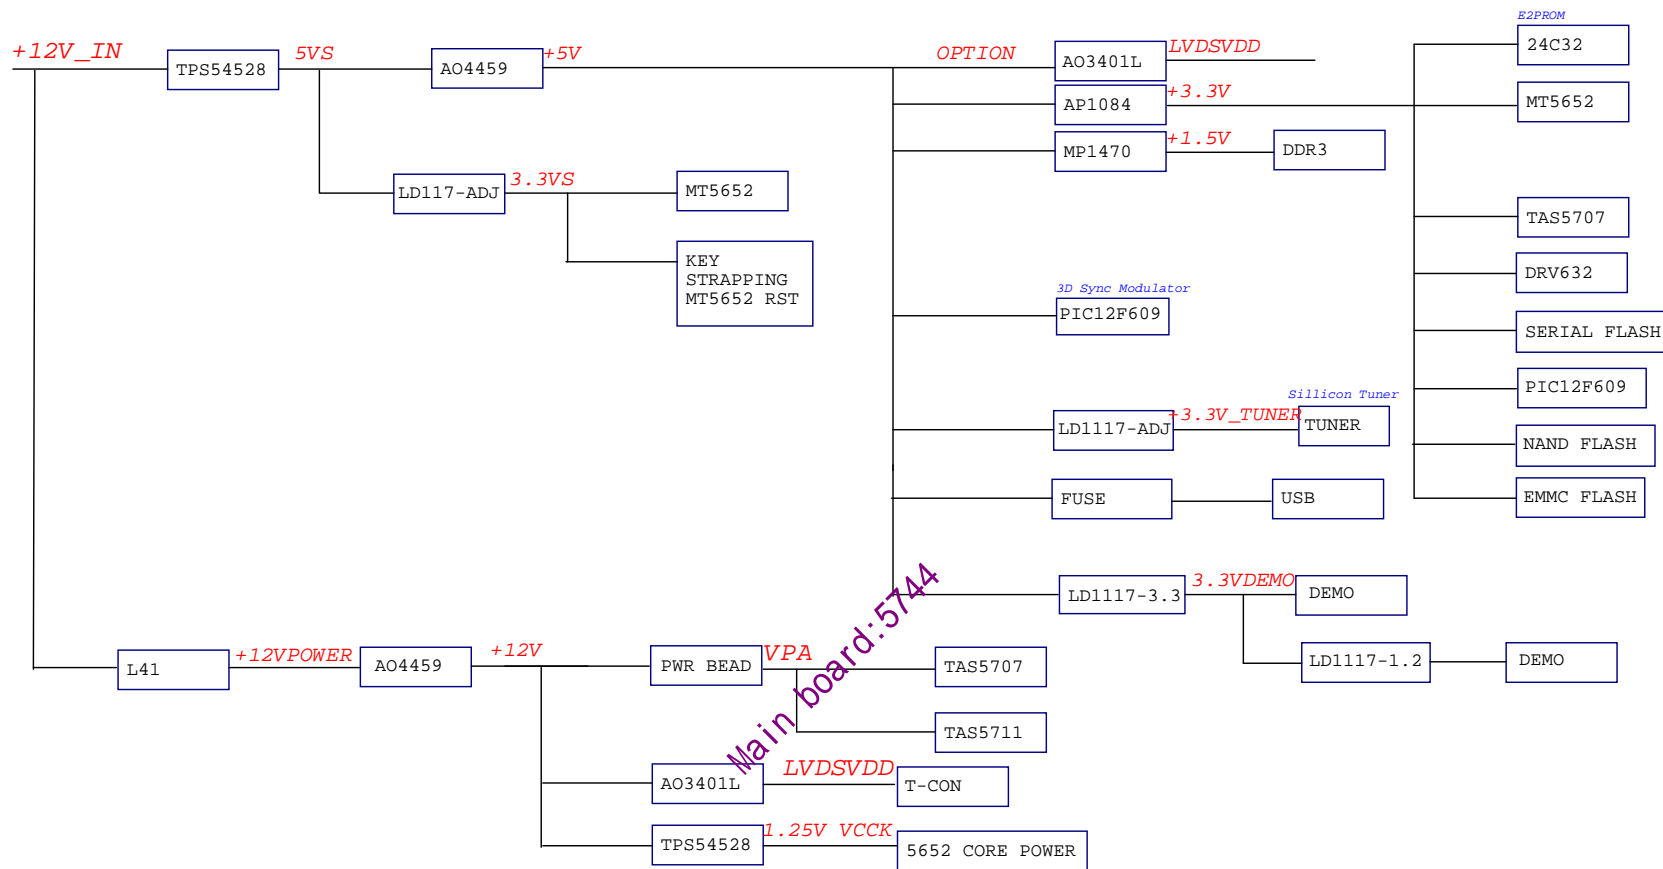 +12V_IN
TPS54528
5VS
AO4459
+5V
OPTION
AO3401L
LVDSVDD
E2PROM
24C32
AP1084
+3.3V
MT5652
MP1470
+1.5V
DDR3
LD117-ADJ
3.3VS
MT5652
KEY
STRAPPING
MT5652 RST
TAS5707
DRV632
3D Sync Modulator
PIC12F609
SERIAL FLASH
PIC12F609
LD1117-ADJ
+3.3V_TUNER
Sillicon Tuner
TUNER
NAND FLASH
FUSE
USB
EMMC FLASH
LD1117-3.3
3.3VDEMO
DEMO
LD1117-1.2
DEMO
L41
+12VPOWER
AO4459
+12V
PWR BEAD
VPA
TAS5707
TAS5711
Main board:5744
AO3401L
LVDSVDD
T-CON
TPS54528
1.25V VCCK
5652 CORE POWER